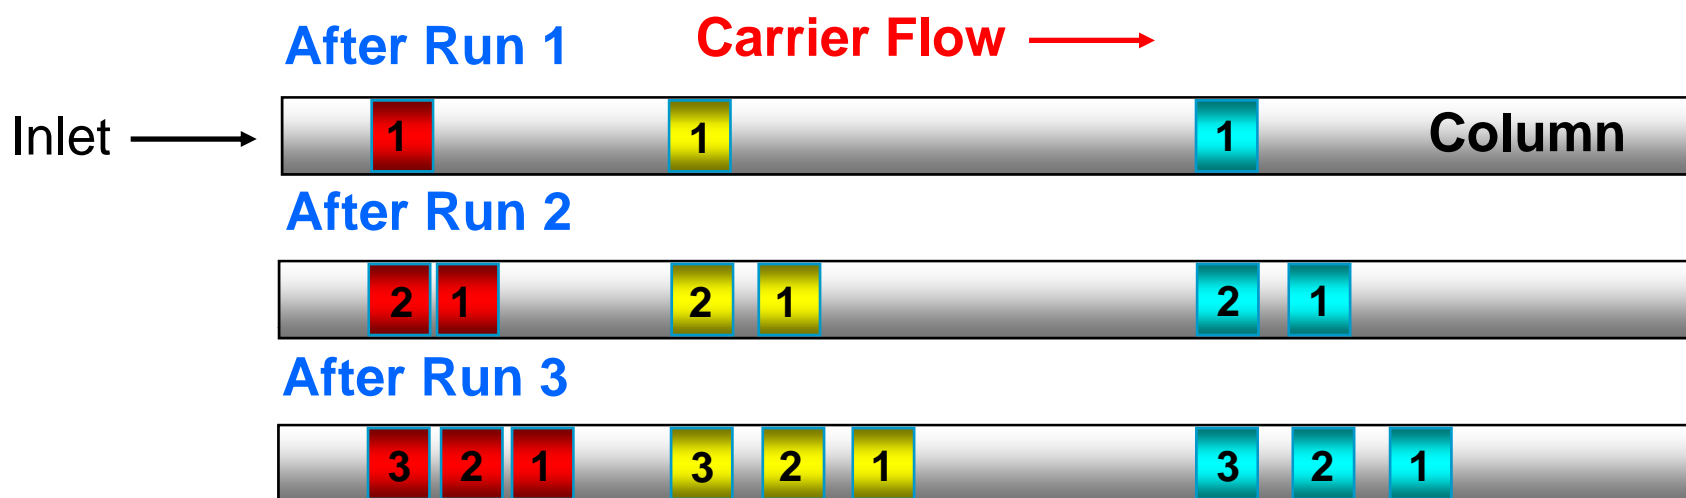 After Run 1
Carrier Flow
Inlet
1 1 1
Column
After Run 2
2 1 2 1 2 1
After Run 3
3 2 1 3 2 1 3 2 1